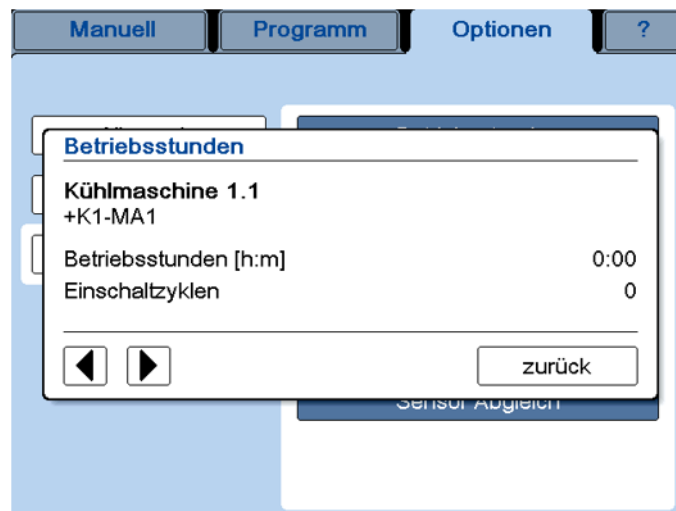 Manuell Programm Optionen ?
Betriebsstunden
Kühlmaschine 1.1
+K1-MA1
Betriebsstunden [h:m] 0:00
Einschaltzyklen 0
zurück
Sensor Abgleich